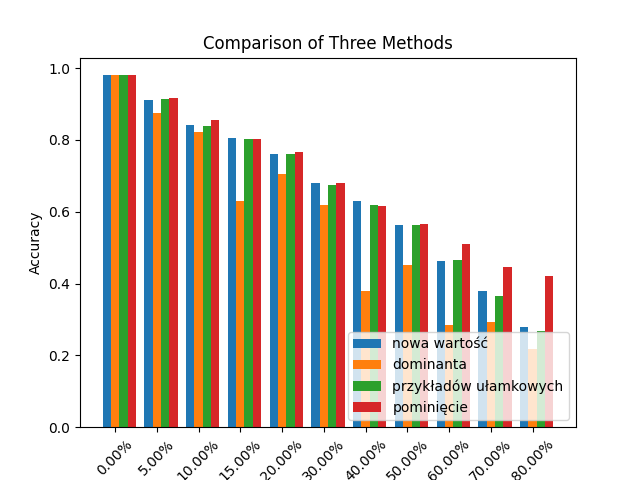 Comparison of Three Methods
1.0
0.8
0.6
0.4
0.2
0.0
Accuracy
nowa wartość
dominanta
przykładów ułamkowych
pominięcie
0.00%
5.00%
10.00%
15.00%
20.00%
30.00%
40.00%
50.00%
60.00%
70.00%
80.00%